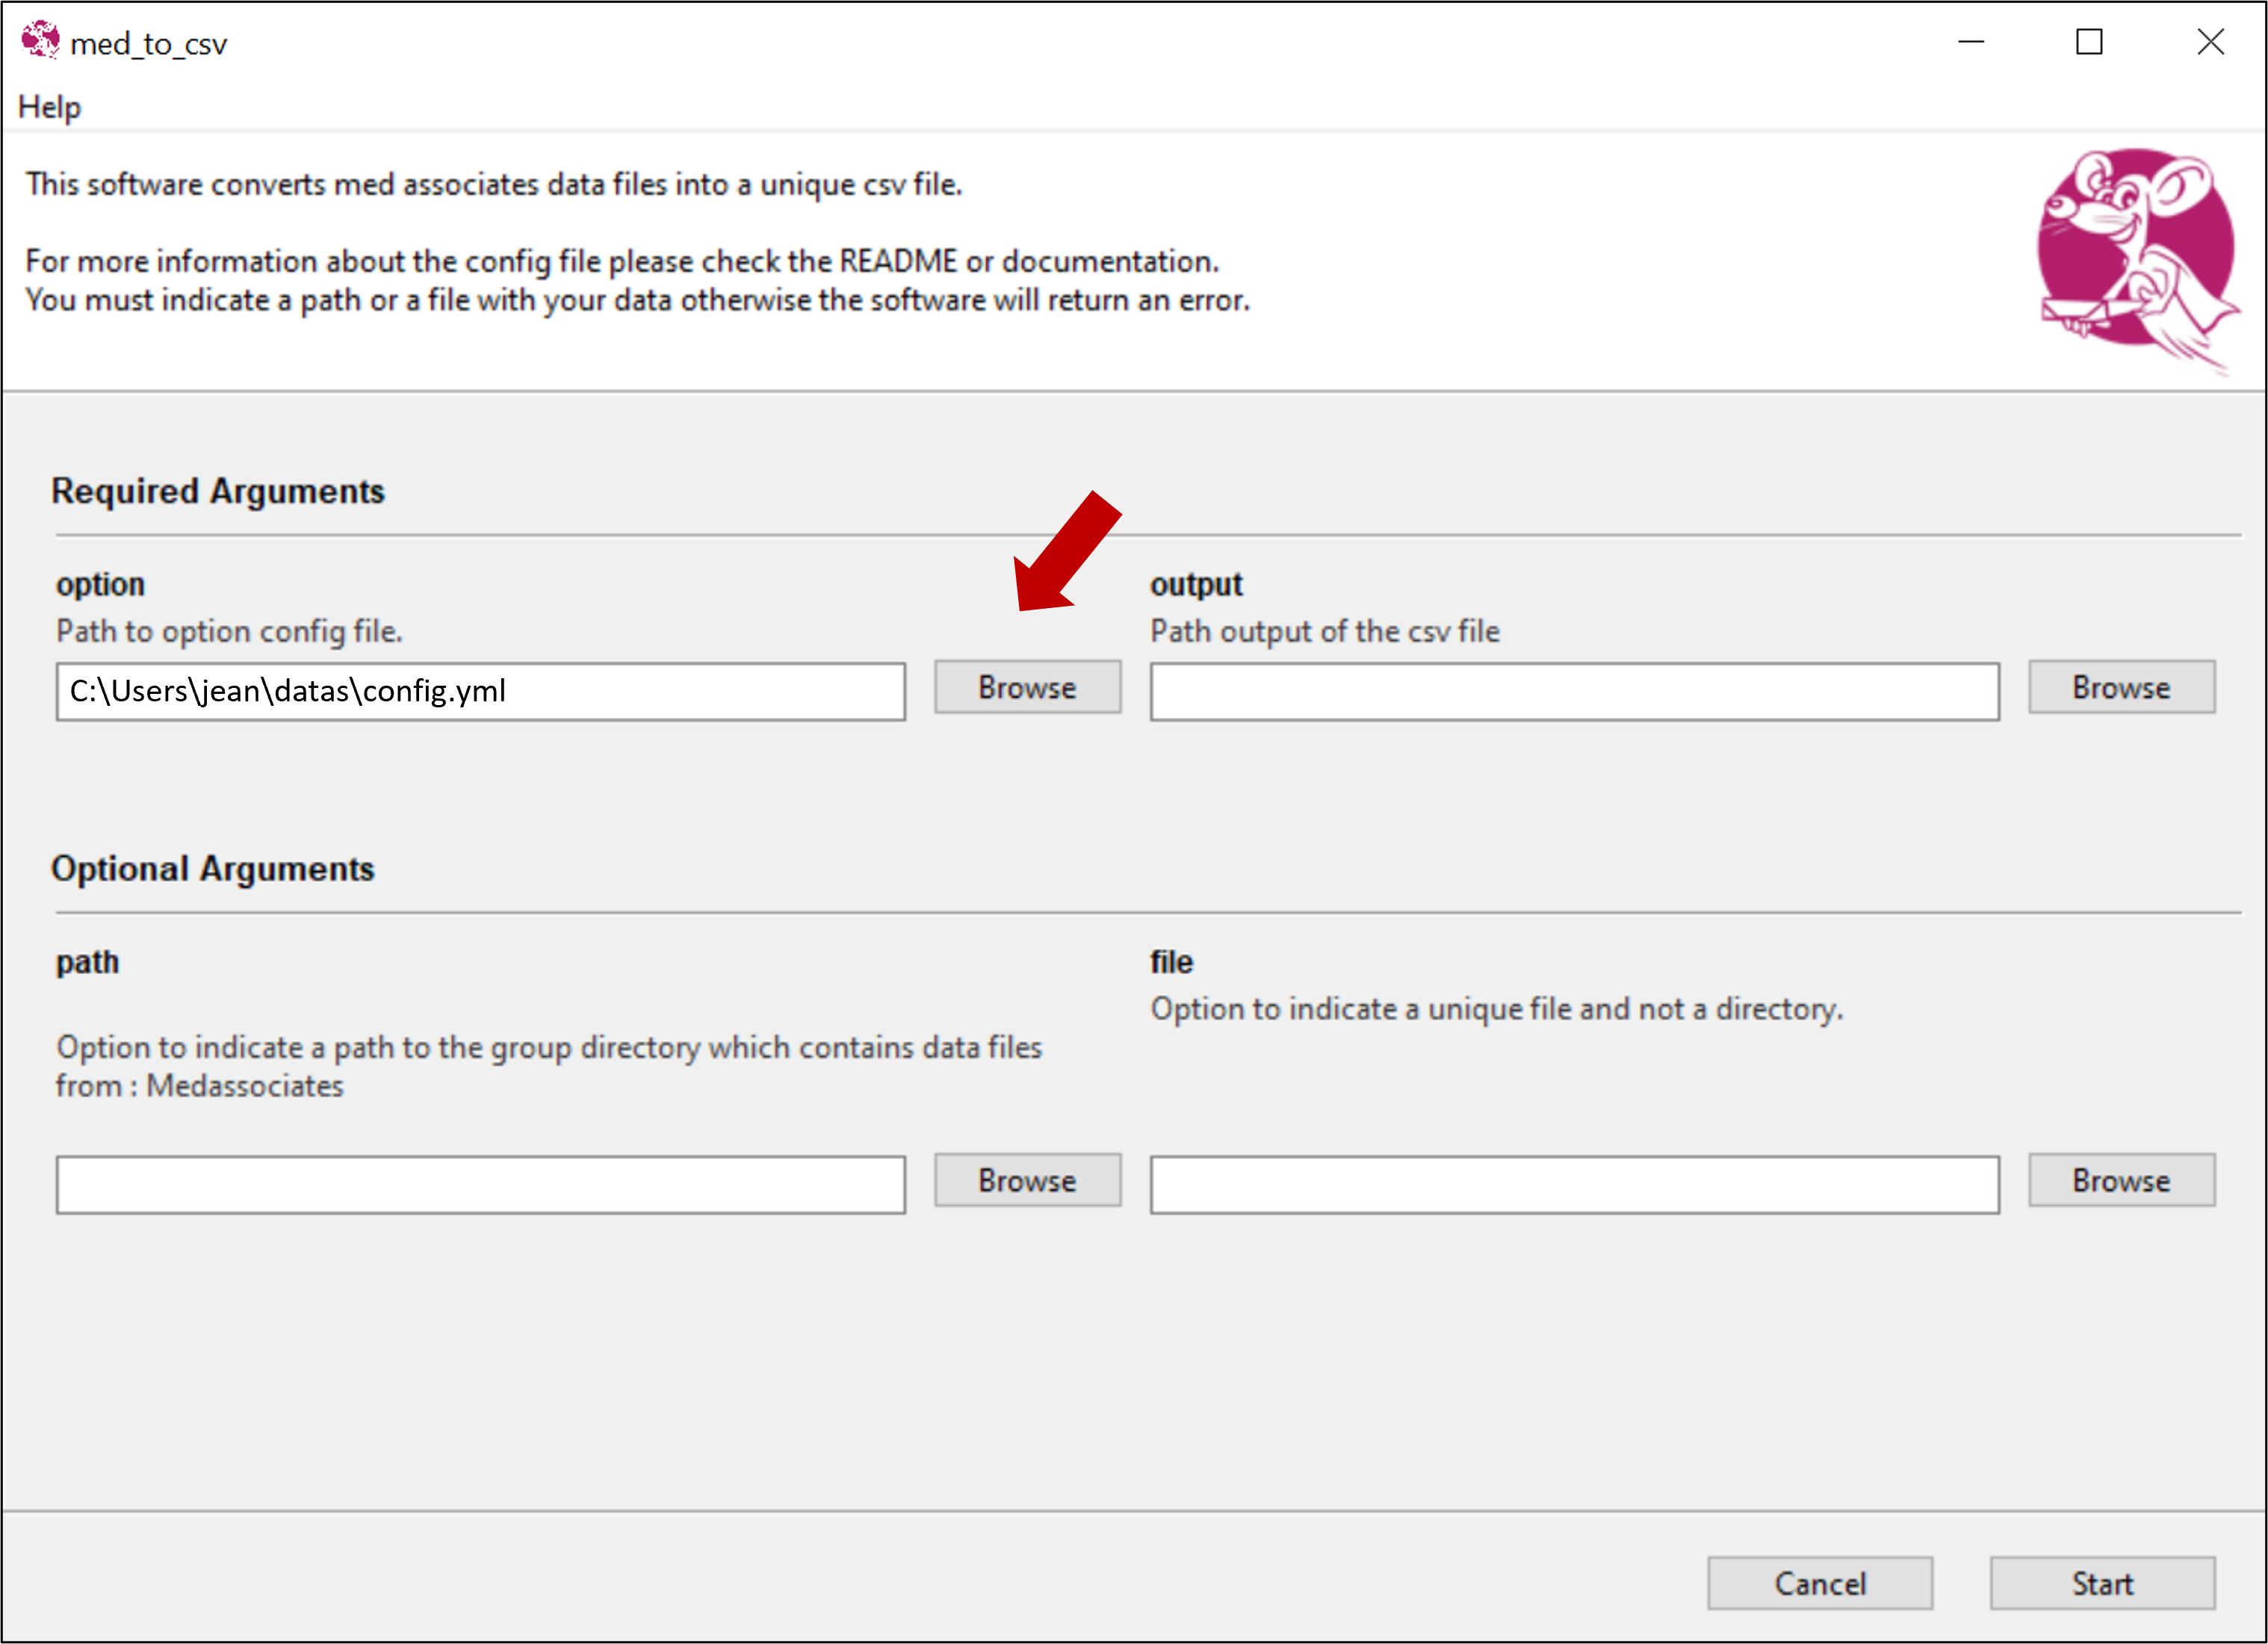 med_to_csv
Help
This software converts med associates data files into a unique csv file.
For more information about the config file please check the README or documentation.
You must indicate a path or a file with your data otherwise the software will return an error.
Required Arguments
option
Path to option config file.
C:\Users\jean\datas\config.yml
Browse
output
Path output of the csv file
Browse
Optional Arguments
path
Option to indicate a path to the group directory which contains data files
from : Medassociates
Browse
file
Option to indicate a unique file and not a directory.
Browse
Cancel
Start